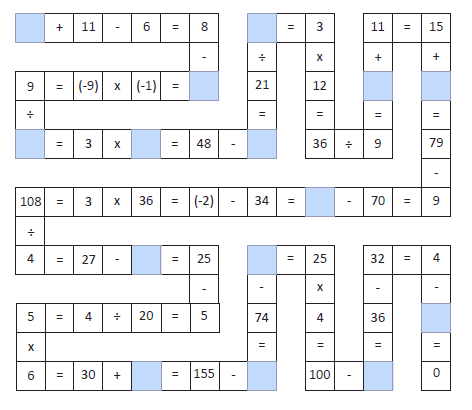 + 11 - 6 = 8 = 3 11 = 15
- ÷ x + +
9 = (-9) x (-1) = 21 12
÷ = = = =
= 3 x = 48 - 36 ÷ 9 79
-
108 = 3 x 36 = (-2) - 34 = - 70 = 9
÷
4 = 27 - = 25 = 25 32 = 4
- - x - -
5 = 4 ÷ 20 = 5 74 4 36
x = = = =
6 = 30 + = 155 - 100 - 0